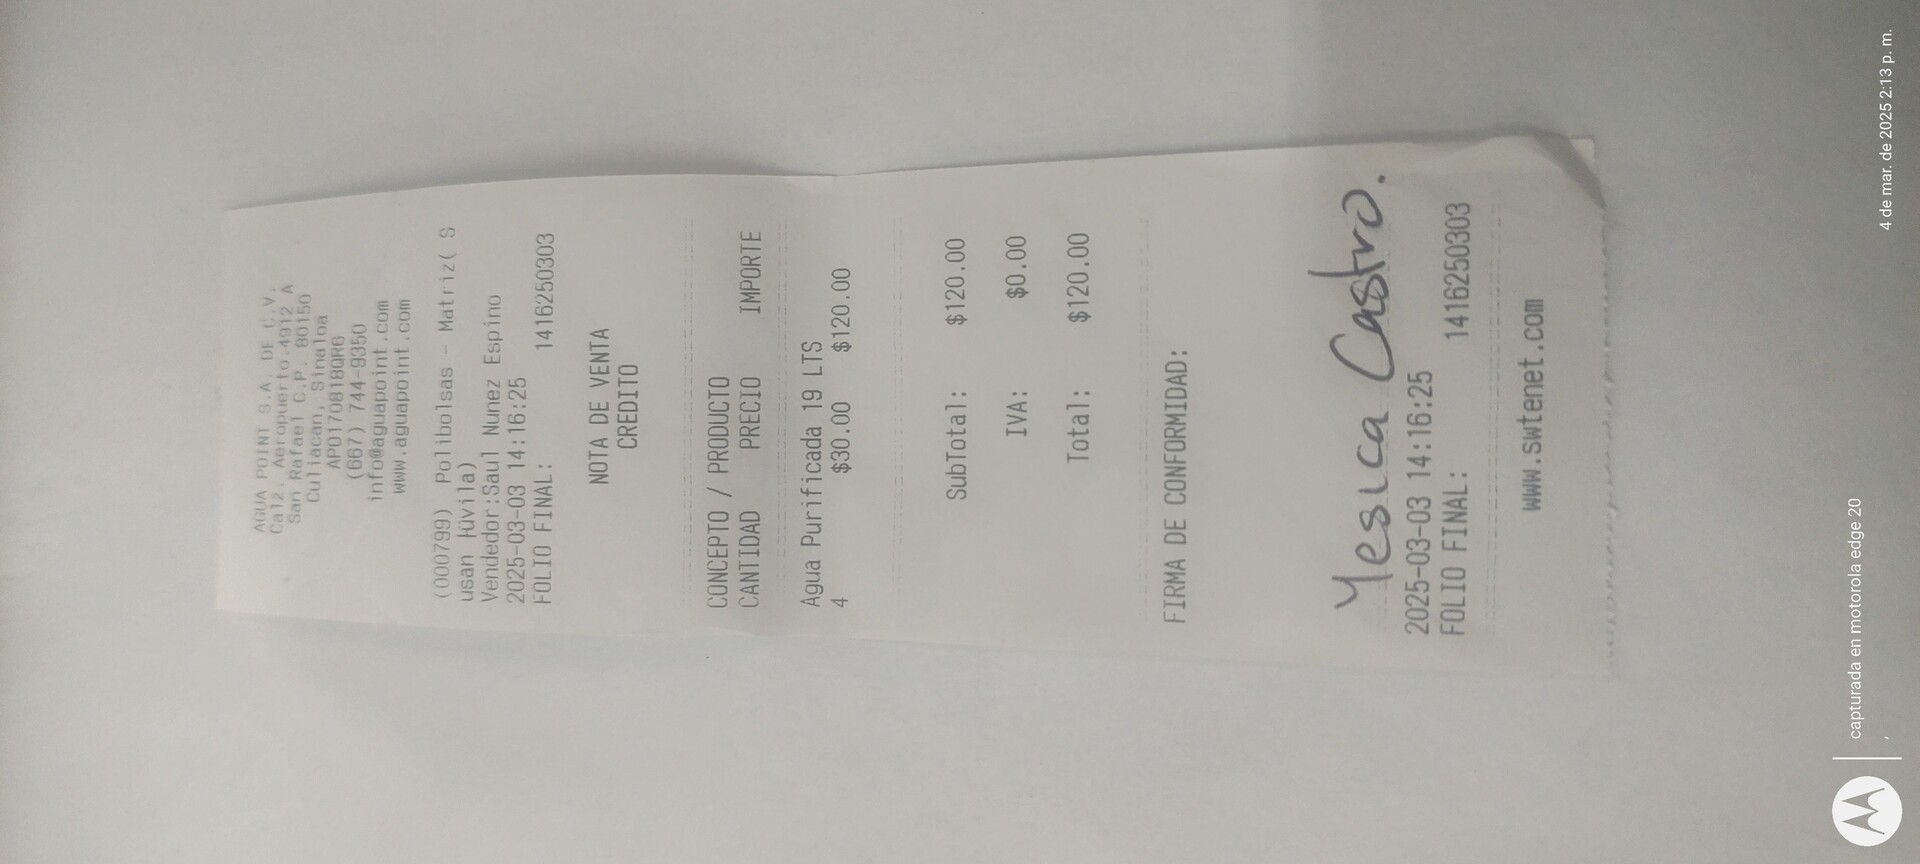 AGUA POINT S.A. DE C.V.
Calz. Aeropuerto 4912 A
San Rafael C.P. 80150
Culiacan, Sinaloa
APO170818QR6
(667) 744-9350
info@aguapoint.com
www.aguapoint.com
(000799) Polibolsas - Matriz( S
usan Húvila)
Vendedor:Saul Nunez Espino
2025-03-03 14:16:25
FOLIO FINAL: 1416250303
NOTA DE VENTA
CREDITO
CONCEPTO / PRODUCTO
CANTIDAD PRECIO IMPORTE
Agua Purificada 19 LTS
4 $30.00 $120.00
SubTotal: $120.00
IVA: $0.00
Total: $120.00
FIRMA DE CONFORMIDAD:
Yesica Castro.
2025-03-03 14:16:25
FOLIO FINAL: 1416250303
www.swtenet.com
capturada en motorola edge 20
,
4 de mar. de 2025 2:13 p. m.